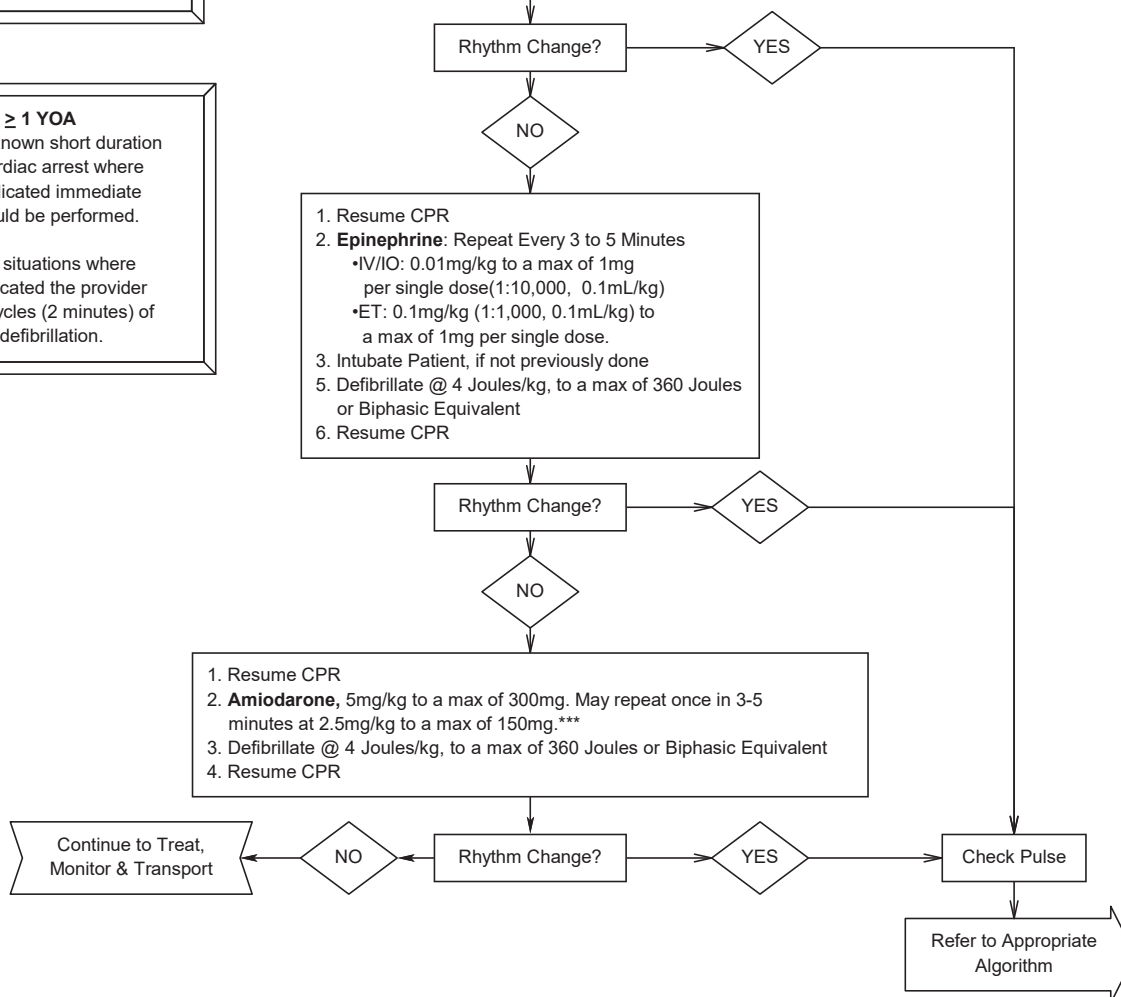 Rhythm Change?
YES
NO
≥ 1 YOA
nown short duration
rdiac arrest where
licated immediate
uld be performed.
situations where
cated the provider
ycles (2 minutes) of
defibrillation.
1. Resume CPR
2. Epinephrine: Repeat Every 3 to 5 Minutes
•IV/IO: 0.01mg/kg to a max of 1mg
per single dose(1:10,000, 0.1mL/kg)
•ET: 0.1mg/kg (1:1,000, 0.1mL/kg) to
a max of 1mg per single dose.
3. Intubate Patient, if not previously done
5. Defibrillate @ 4 Joules/kg, to a max of 360 Joules
or Biphasic Equivalent
6. Resume CPR
Rhythm Change?
YES
NO
1. Resume CPR
2. Amiodarone, 5mg/kg to a max of 300mg. May repeat once in 3-5
minutes at 2.5mg/kg to a max of 150mg.***
3. Defibrillate @ 4 Joules/kg, to a max of 360 Joules or Biphasic Equivalent
4. Resume CPR
Continue to Treat,
Monitor & Transport
NO
Rhythm Change?
YES
Check Pulse
Refer to Appropriate
Algorithm